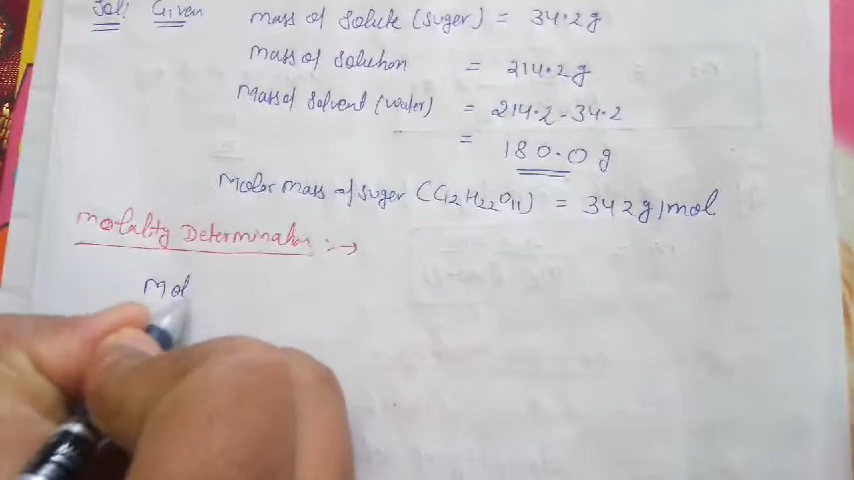 Sol! Given Mass of Solute (suger) = 34.2 g
Mass of Solution = 214.2 g
Mass of Solvent (water) = 214.2 - 34.2
= 180.0 g
Molar mass of suger (C12H22O11) = 342 g/mol
Molality Determination :→
Mol